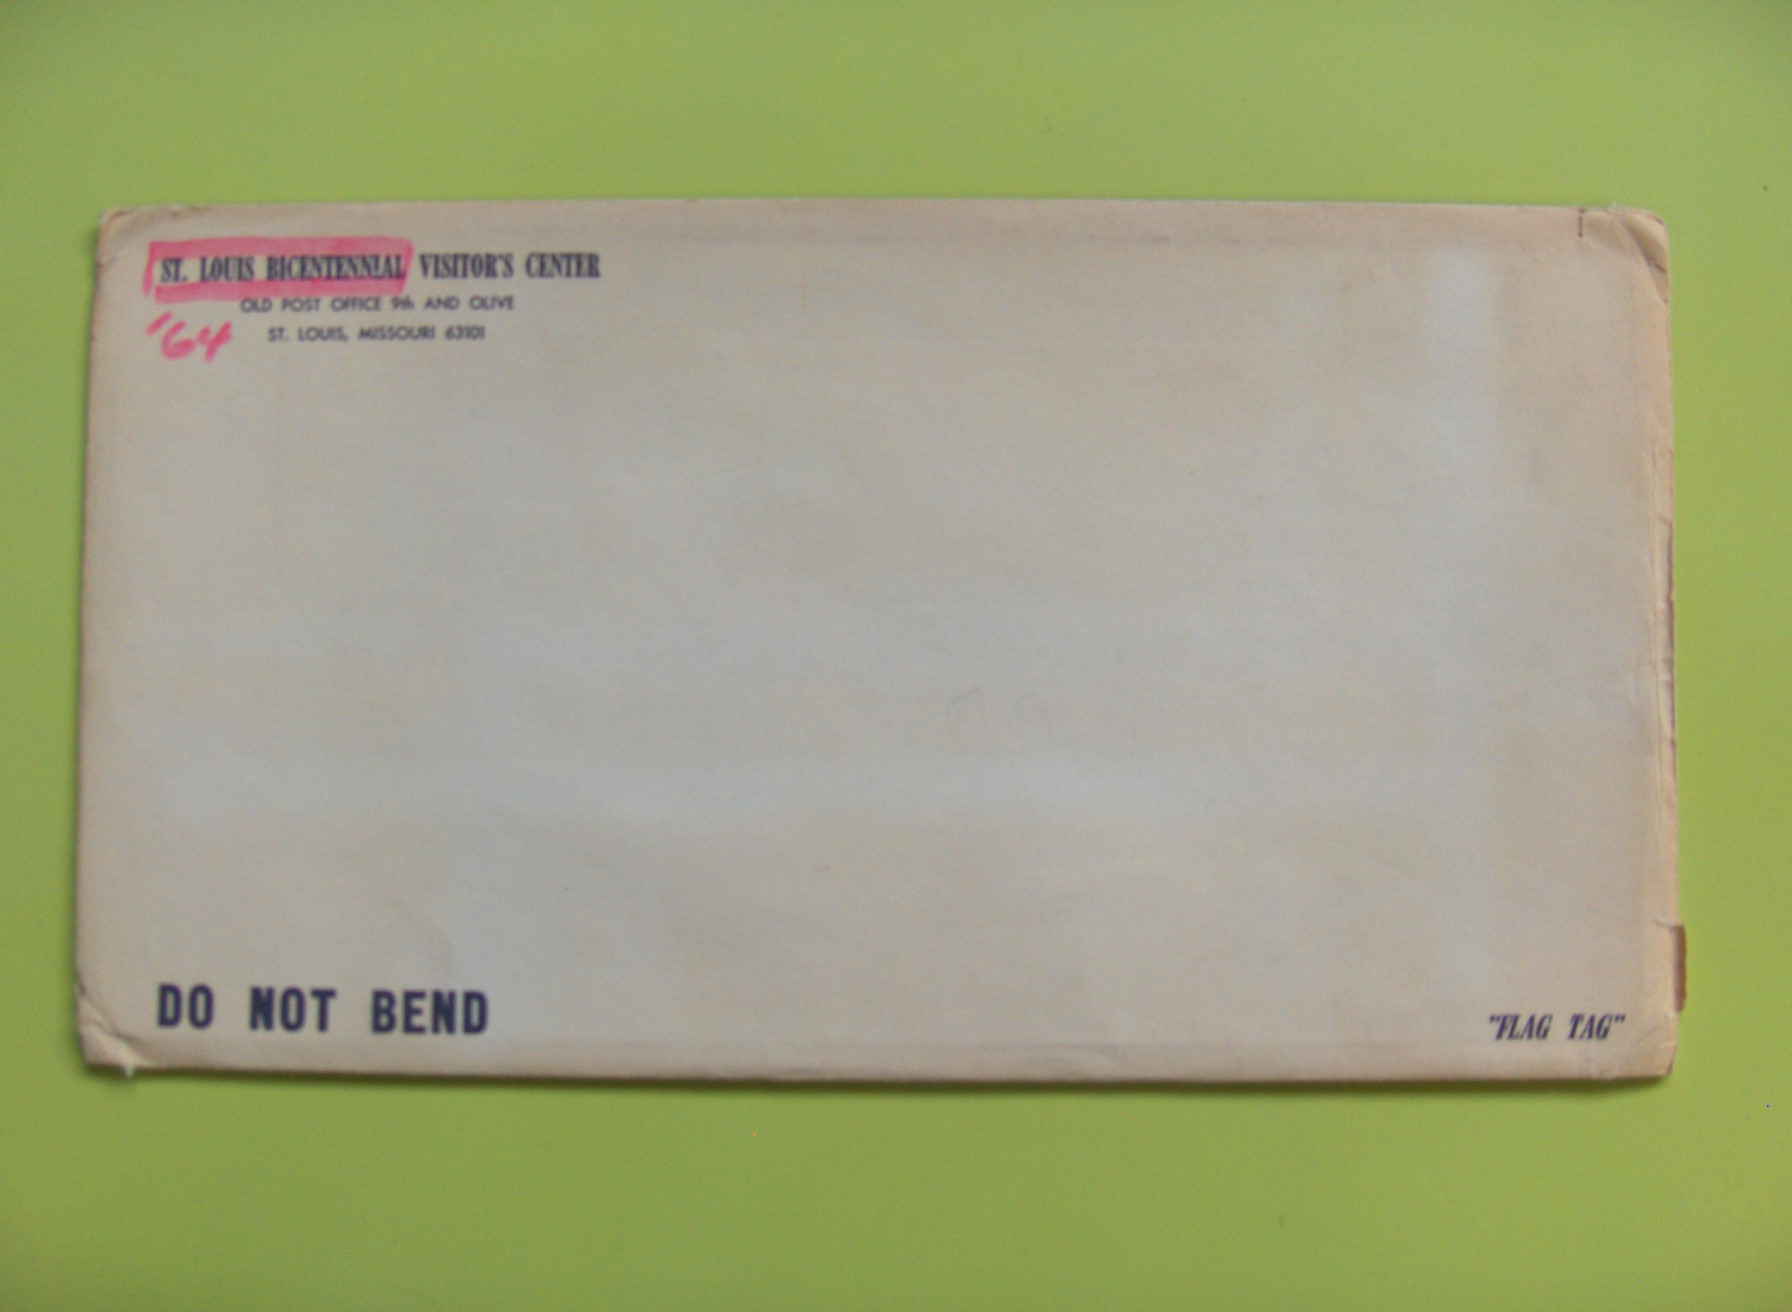 ST. LOUIS BICENTENNIAL VISITOR'S CENTER
OLD POST OFFICE 9th AND OLIVE
ST. LOUIS, MISSOURI 63101
'64
DO NOT BEND
"FLAG TAG"